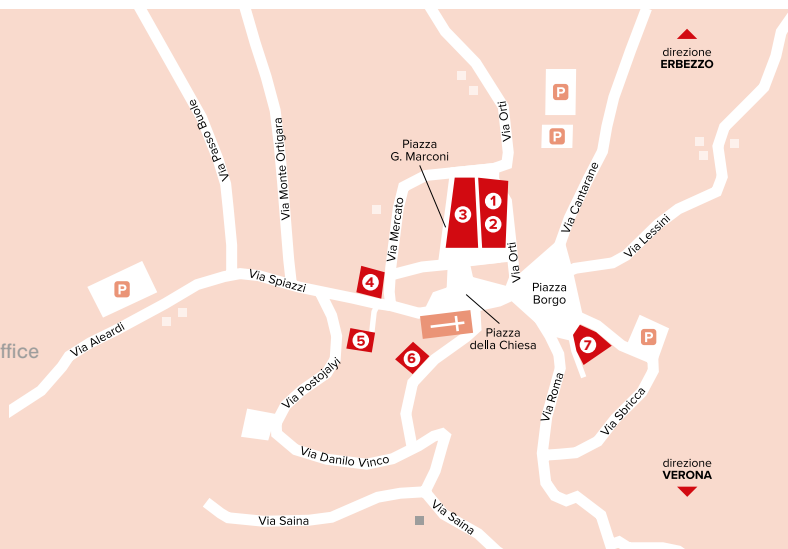 direzione
ERBEZZO
P
P
Via Passo Buole
Via Monte Ortigara
Via Orti
Piazza
G. Marconi
Via Cantarane
Via Mercato
1
2
3
Via Lessini
Via Orti
Via Spiazzi
4
P
Piazza
Borgo
Via Aleardi
ffice
5
6
Piazza
della Chiesa
7
P
Via Postojalyi
Via Roma
Via Sbricca
Via Danilo Vinco
direzione
VERONA
Via Saina
Via Saina